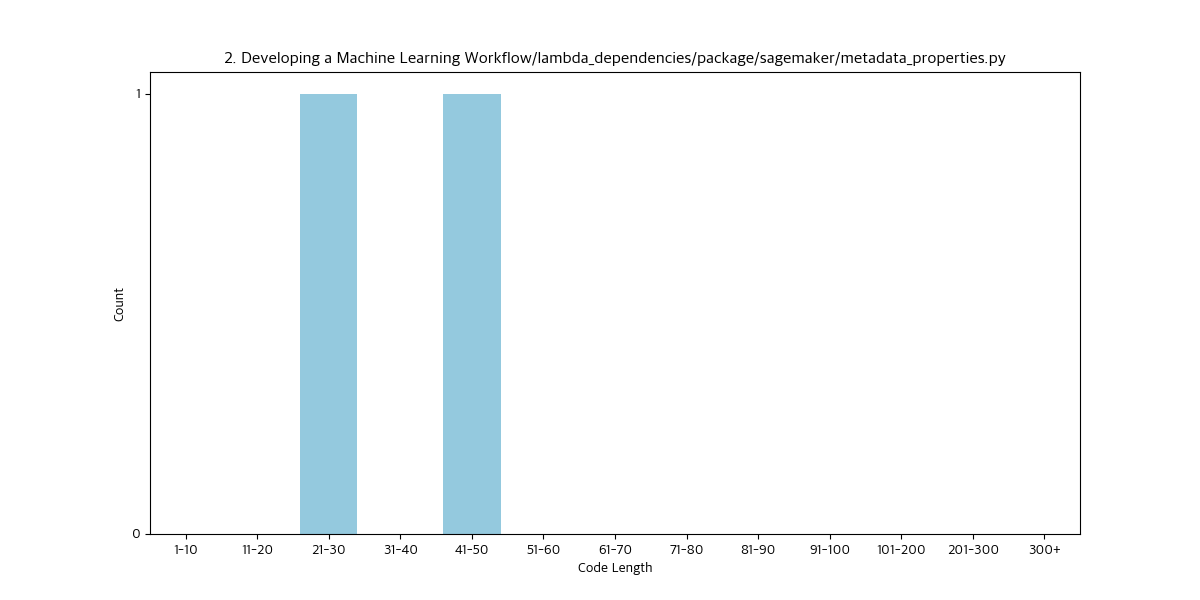 2. Developing a Machine Learning Workflow/lambda_dependencies/package/sagemaker/metadata_properties.py
1
Count
0
1-10 11-20 21-30 31-40 41-50 51-60 61-70 71-80 81-90 91-100 101-200 201-300 300+
Code Length